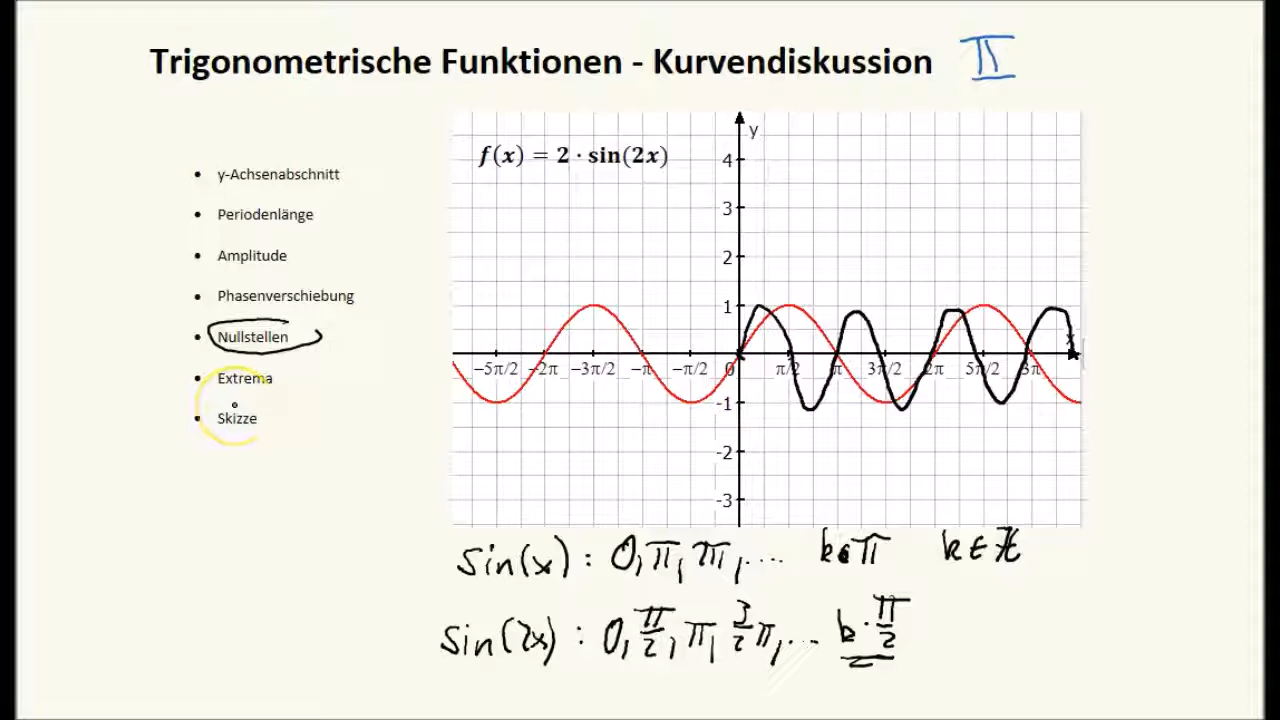 Trigonometrische Funktionen - Kurvendiskussion II
f(x) = 2 · sin(2x)
y
4
3
2
1
-1
-2
-3
x
−5π/2 −2π −3π/2 −π −π/2 0 π/2 π 3π/2 2π 5π/2 3π
• y-Achsenabschnitt
• Periodenlänge
• Amplitude
• Phasenverschiebung
• Nullstellen
• Extrema
• Skizze
sin(x) : 0, π, 2π, .... k·π k ∈ ℤ
sin(2x) : 0, π/2, π, 3/2 π, ... k · π/2